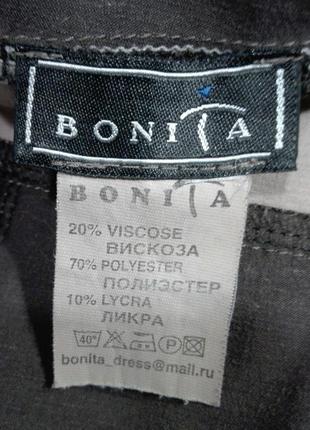 BONITA
BONITA
20% VISCOSE
ВИСКОЗА
70% POLYESTER
ПОЛИЭСТЕР
10% LYCRA
ЛИКРА
40° P
bonita_dress@mail.ru